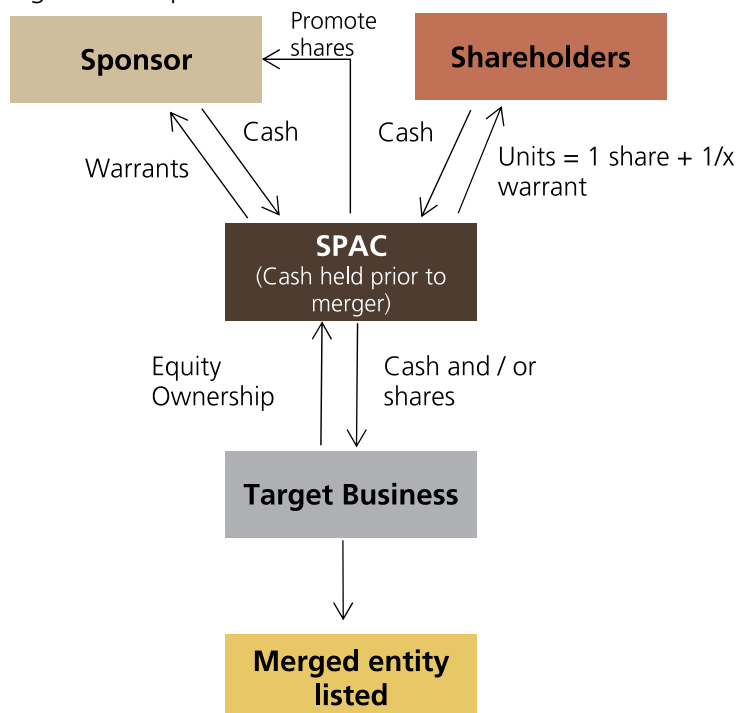 Promote
shares
Sponsor
Shareholders
Cash
Cash
Warrants
Units = 1 share + 1/x
warrant
SPAC
(Cash held prior to
merger)
Equity
Ownership
Cash and / or
shares
Target Business
Merged entity
listed